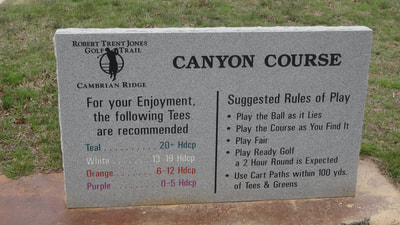 ROBERT TRENT JONES
GOLF TRAIL
CAMBRIAN RIDGE
CANYON COURSE
For your Enjoyment,
the following Tees
are recommended
Teal .......... 20+ Hdcp
White .......... 13-19 Hdcp
Orange ........ 6-12 Hdcp
Purple ......... 0-5 Hdcp
Suggested Rules of Play
• Play the Ball as it Lies
• Play the Course as You Find It
• Play Fair
• Play Ready Golf
a 2 Hour Round is Expected
• Use Cart Paths within 100 yds.
of Tees & Greens